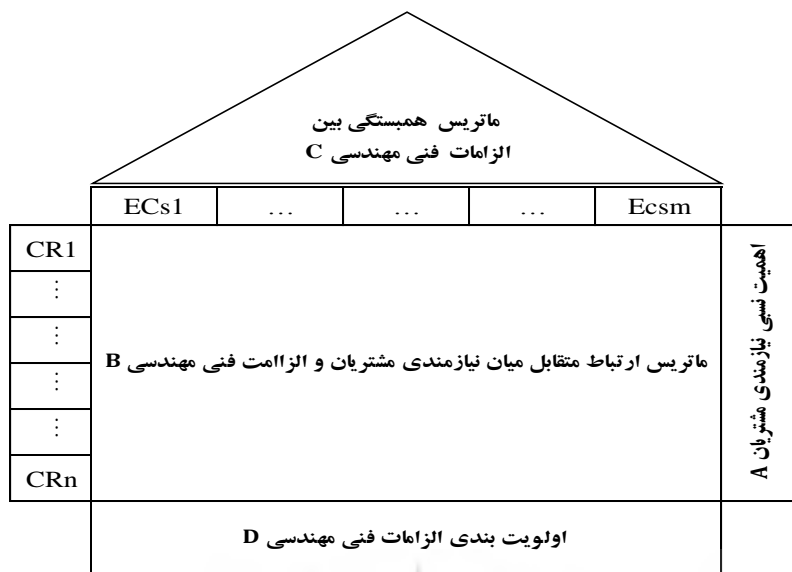 ماتریس همبستگی بین
الزامات فنی مهندسی C
ECs1 ... ... ... Ecsm
CR1
⋮
⋮
⋮
⋮
CRn
ماتریس ارتباط متقابل میان نیازمندی مشتریان و الزاامت فنی مهندسی B
اهمیت نسبی نیازمندی مشتریان A
اولویت بندی الزامات فنی مهندسی D